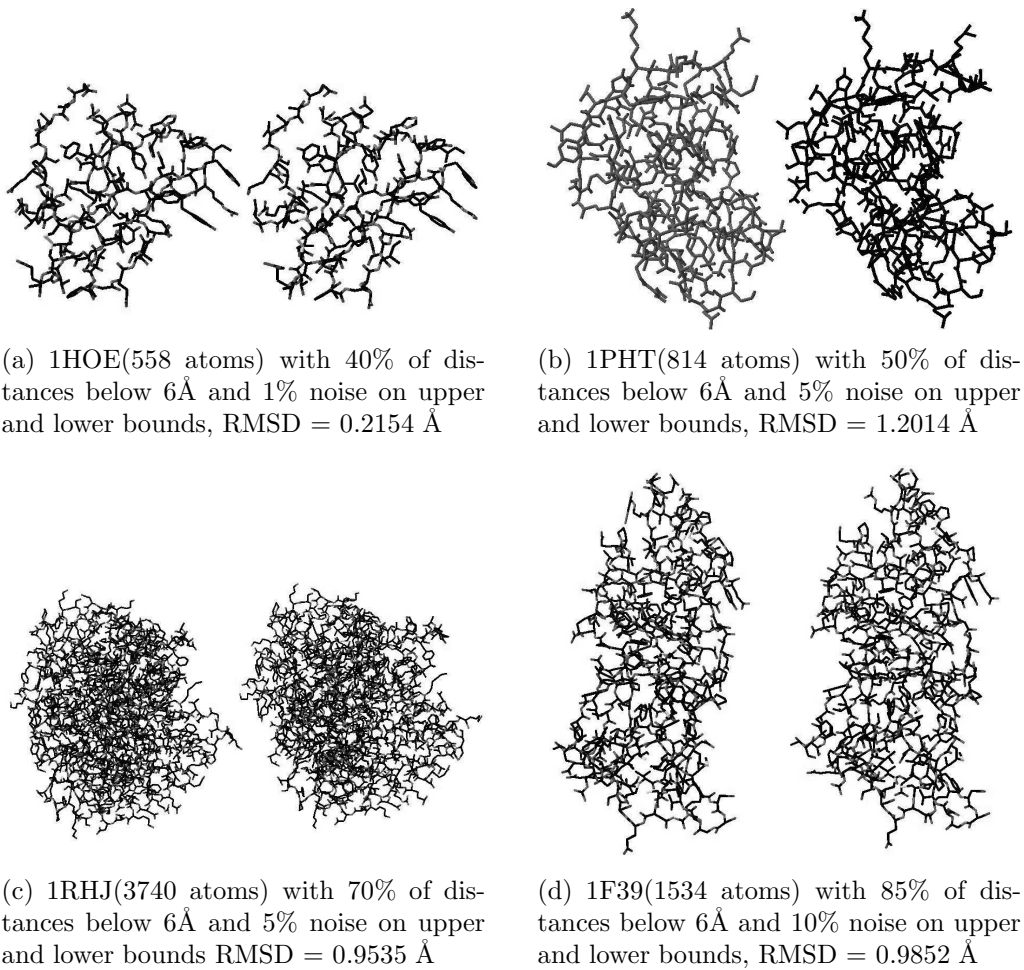 (a) 1HOE(558 atoms) with 40% of dis-
tances below 6Å and 1% noise on upper
and lower bounds, RMSD = 0.2154 Å
(b) 1PHT(814 atoms) with 50% of dis-
tances below 6Å and 5% noise on upper
and lower bounds, RMSD = 1.2014 Å
(c) 1RHJ(3740 atoms) with 70% of dis-
tances below 6Å and 5% noise on upper
and lower bounds RMSD = 0.9535 Å
(d) 1F39(1534 atoms) with 85% of dis-
tances below 6Å and 10% noise on upper
and lower bounds, RMSD = 0.9852 Å